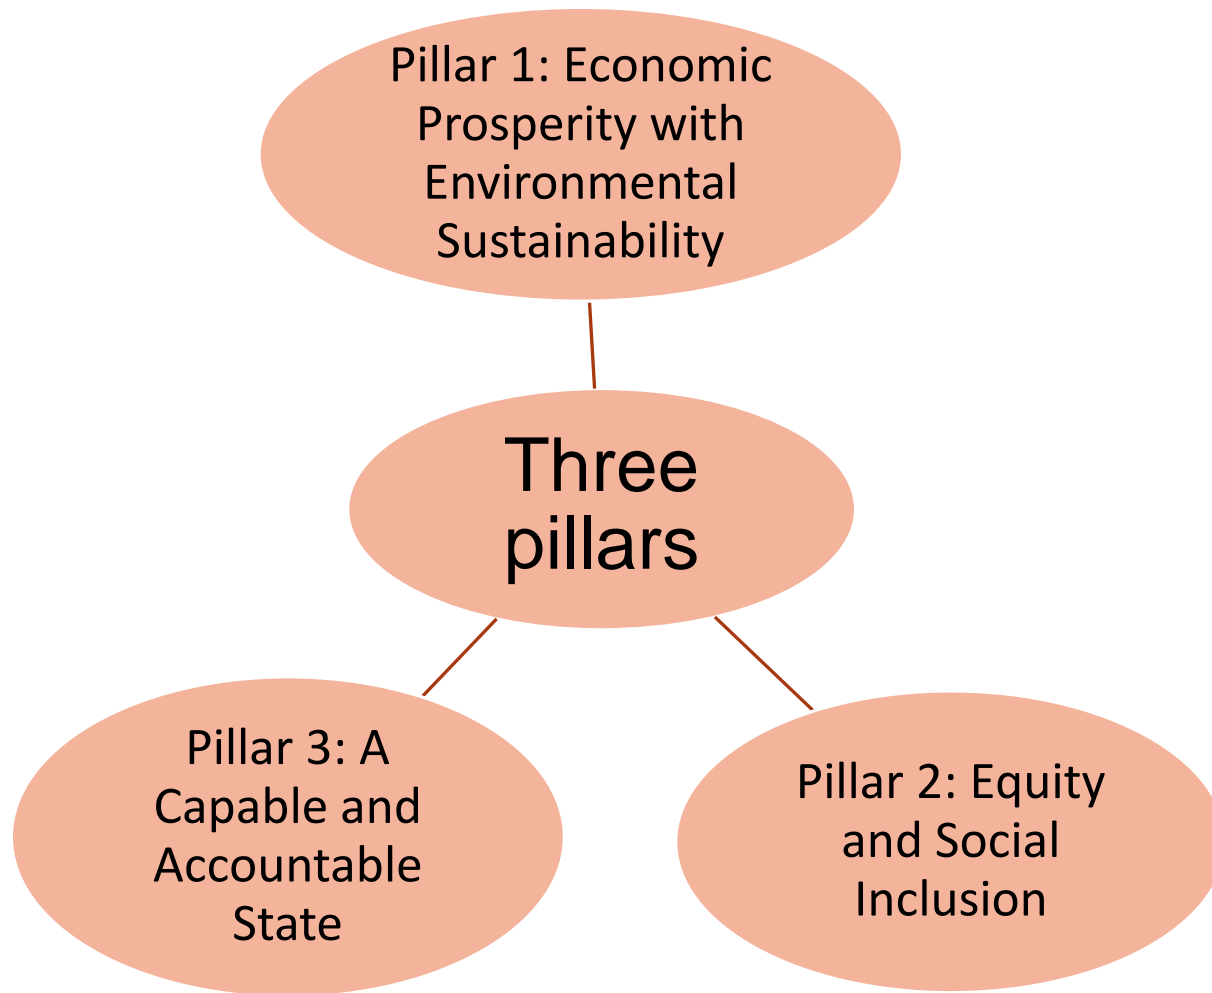 Pillar 1: Economic
Prosperity with
Environmental
Sustainability
Three
pillars
Pillar 3: A
Capable and
Accountable
State
Pillar 2: Equity
and Social
Inclusion